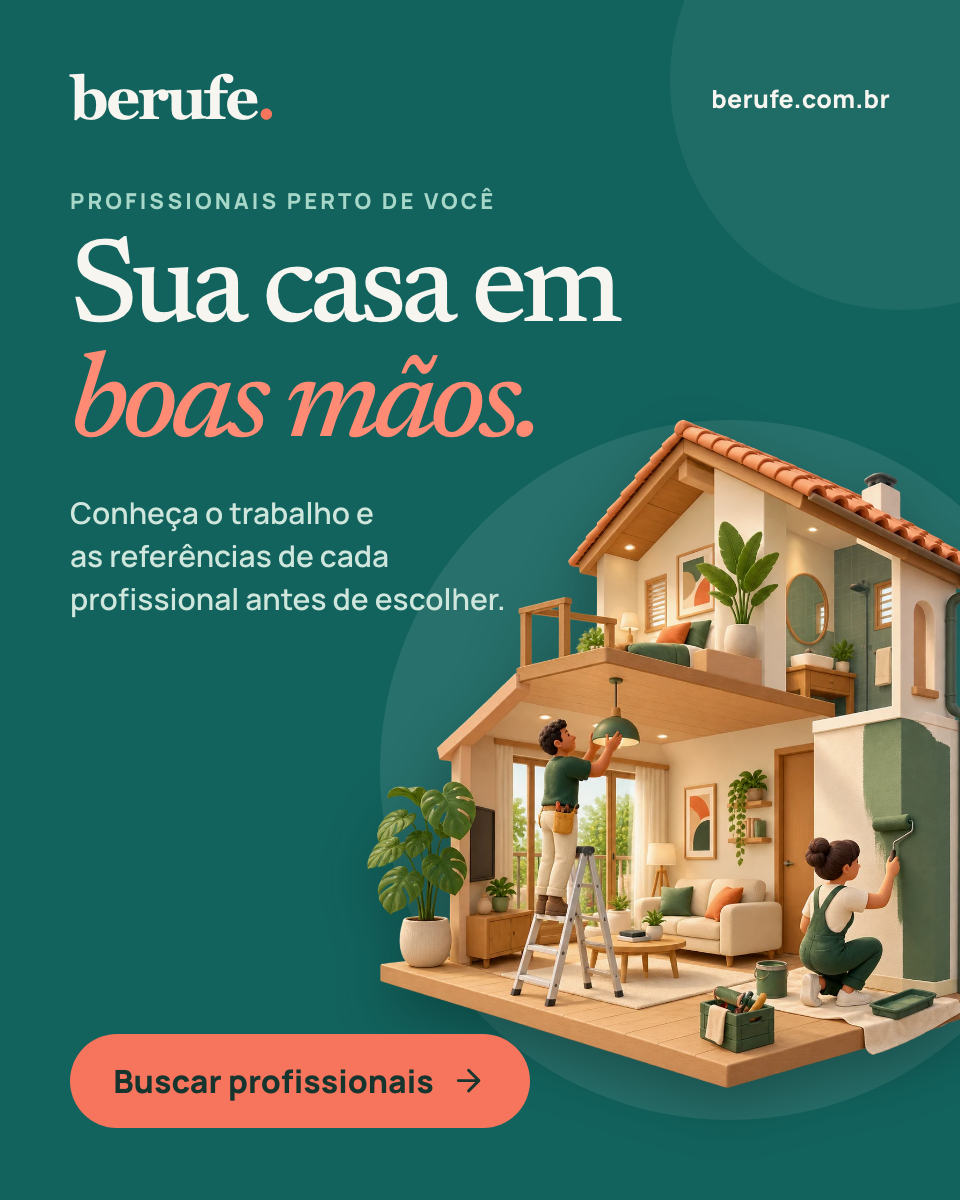 berufe.
berufe.com.br
PROFISSIONAIS PERTO DE VOCÊ
Sua casa em
boas mãos.
Conheça o trabalho e
as referências de cada
profissional antes de escolher.
Buscar profissionais →